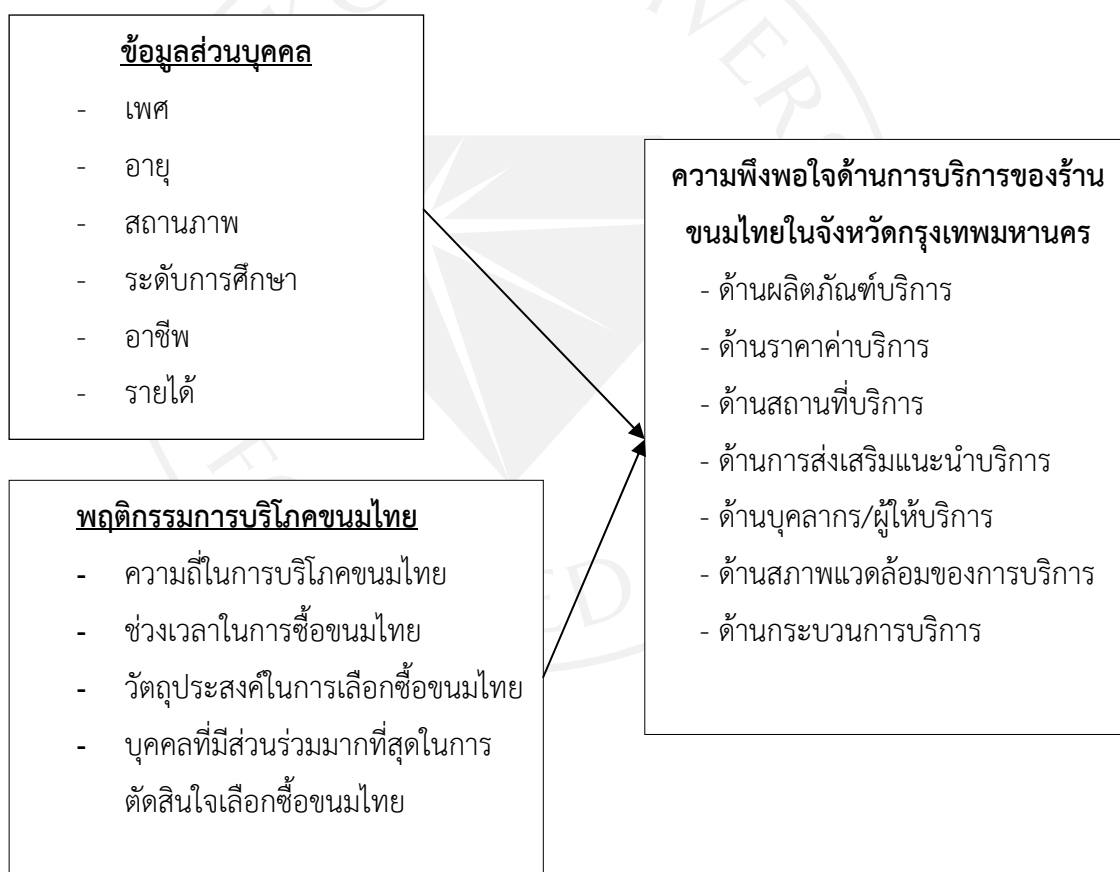 ข้อมูลส่วนบุคคล
- เพศ
- อายุ
- สถานภาพ
- ระดับการศึกษา
- อาชีพ
- รายได้
พฤติกรรมการบริโภคขนมไทย
- ความถี่ในการบริโภคขนมไทย
- ช่วงเวลาในการซื้อขนมไทย
- วัตถุประสงค์ในการเลือกซื้อขนมไทย
- บุคคลที่มีส่วนร่วมมากที่สุดในการ
ตัดสินใจเลือกซื้อขนมไทย
ความพึงพอใจด้านการบริการของร้าน
ขนมไทยในจังหวัดกรุงเทพมหานคร
- ด้านผลิตภัณฑ์บริการ
- ด้านราคาค่าบริการ
- ด้านสถานที่บริการ
- ด้านการส่งเสริมแนะนำบริการ
- ด้านบุคลากร/ผู้ให้บริการ
- ด้านสภาพแวดล้อมของการบริการ
- ด้านกระบวนการบริการ